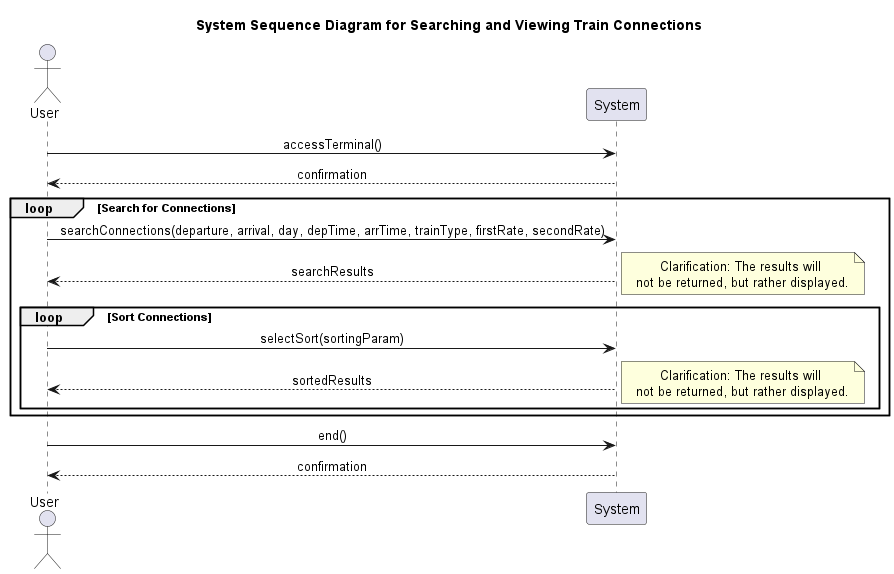 System Sequence Diagram for Searching and Viewing Train Connections
User
System
accessTerminal()
confirmation
loop [Search for Connections]
searchConnections(departure, arrival, day, depTime, arrTime, trainType, firstRate, secondRate)
searchResults
Clarification: The results will
not be returned, but rather displayed.
loop [Sort Connections]
selectSort(sortingParam)
sortedResults
Clarification: The results will
not be returned, but rather displayed.
end()
confirmation
User
System